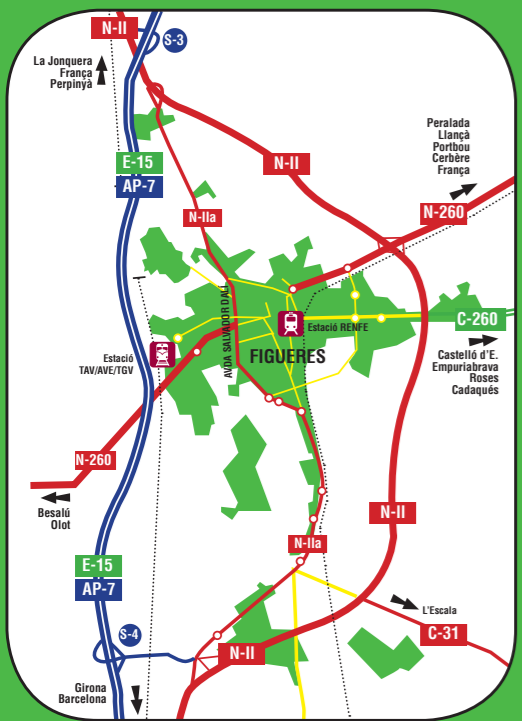 N-II
S-3
La Jonquera
França
Perpinyà
Peralada
Llançà
Portbou
Cerbère
França
E-15
AP-7
N-II
N-260
N-IIa
C-260
Estació RENFE
AVDA SALVADOR DALÍ
FIGUERES
Estació
TAV/AVE/TGV
Castelló d'E.
Empuriabrava
Roses
Cadaqués
N-260
Besalú
Olot
N-II
N-IIa
E-15
AP-7
L'Escala
S-4
C-31
N-II
Girona
Barcelona